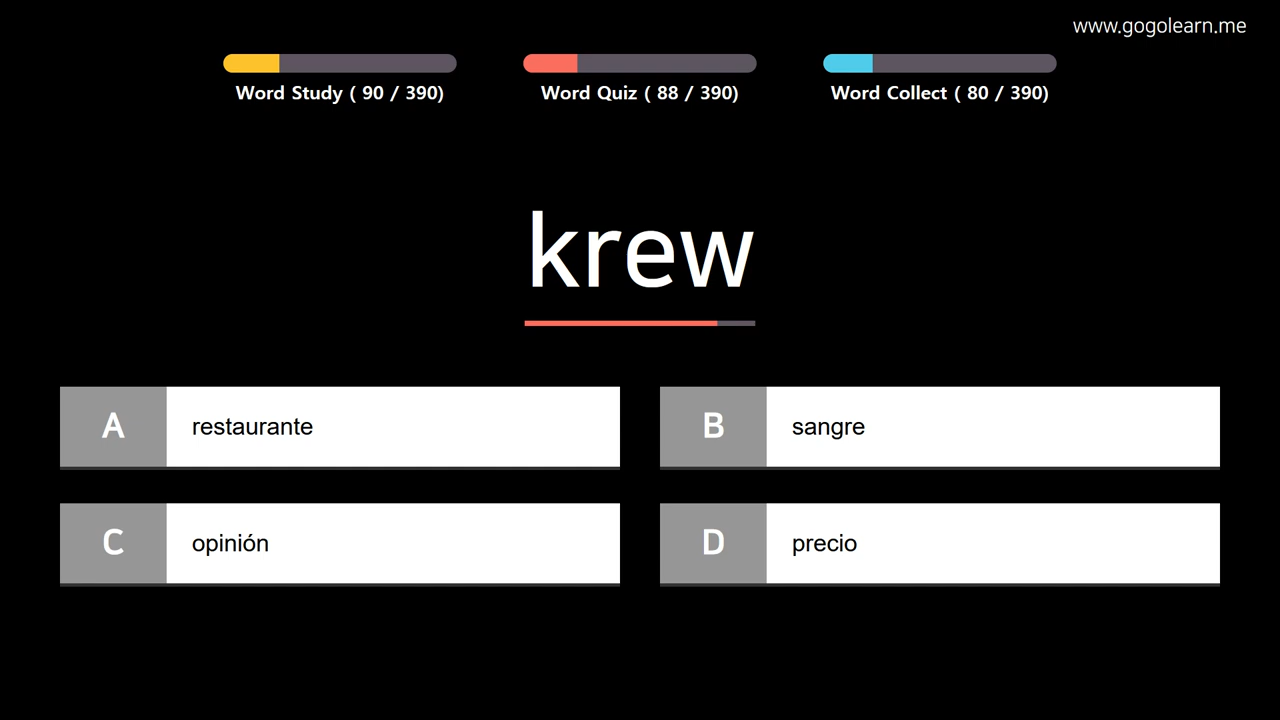 www.gogolearn.me
Word Study ( 90 / 390)
Word Quiz ( 88 / 390)
Word Collect ( 80 / 390)
krew
A restaurante
B sangre
C opinión
D precio